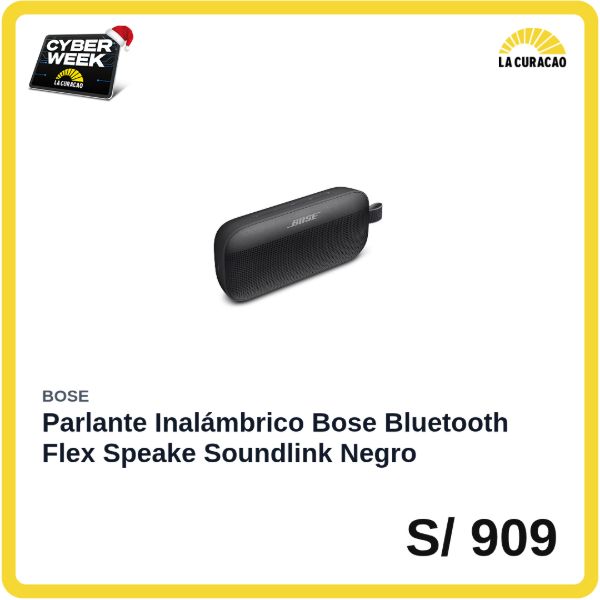 CYBER
WEEK
LA CURACAO
LA CURACAO
BOSE
BOSE
Parlante Inalámbrico Bose Bluetooth
Flex Speake Soundlink Negro
S/ 909